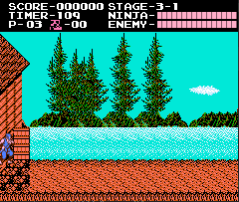 SCORE-000000 STAGE-3-1
TIMER-109 NINJA-
P-03 -00 ENEMY-